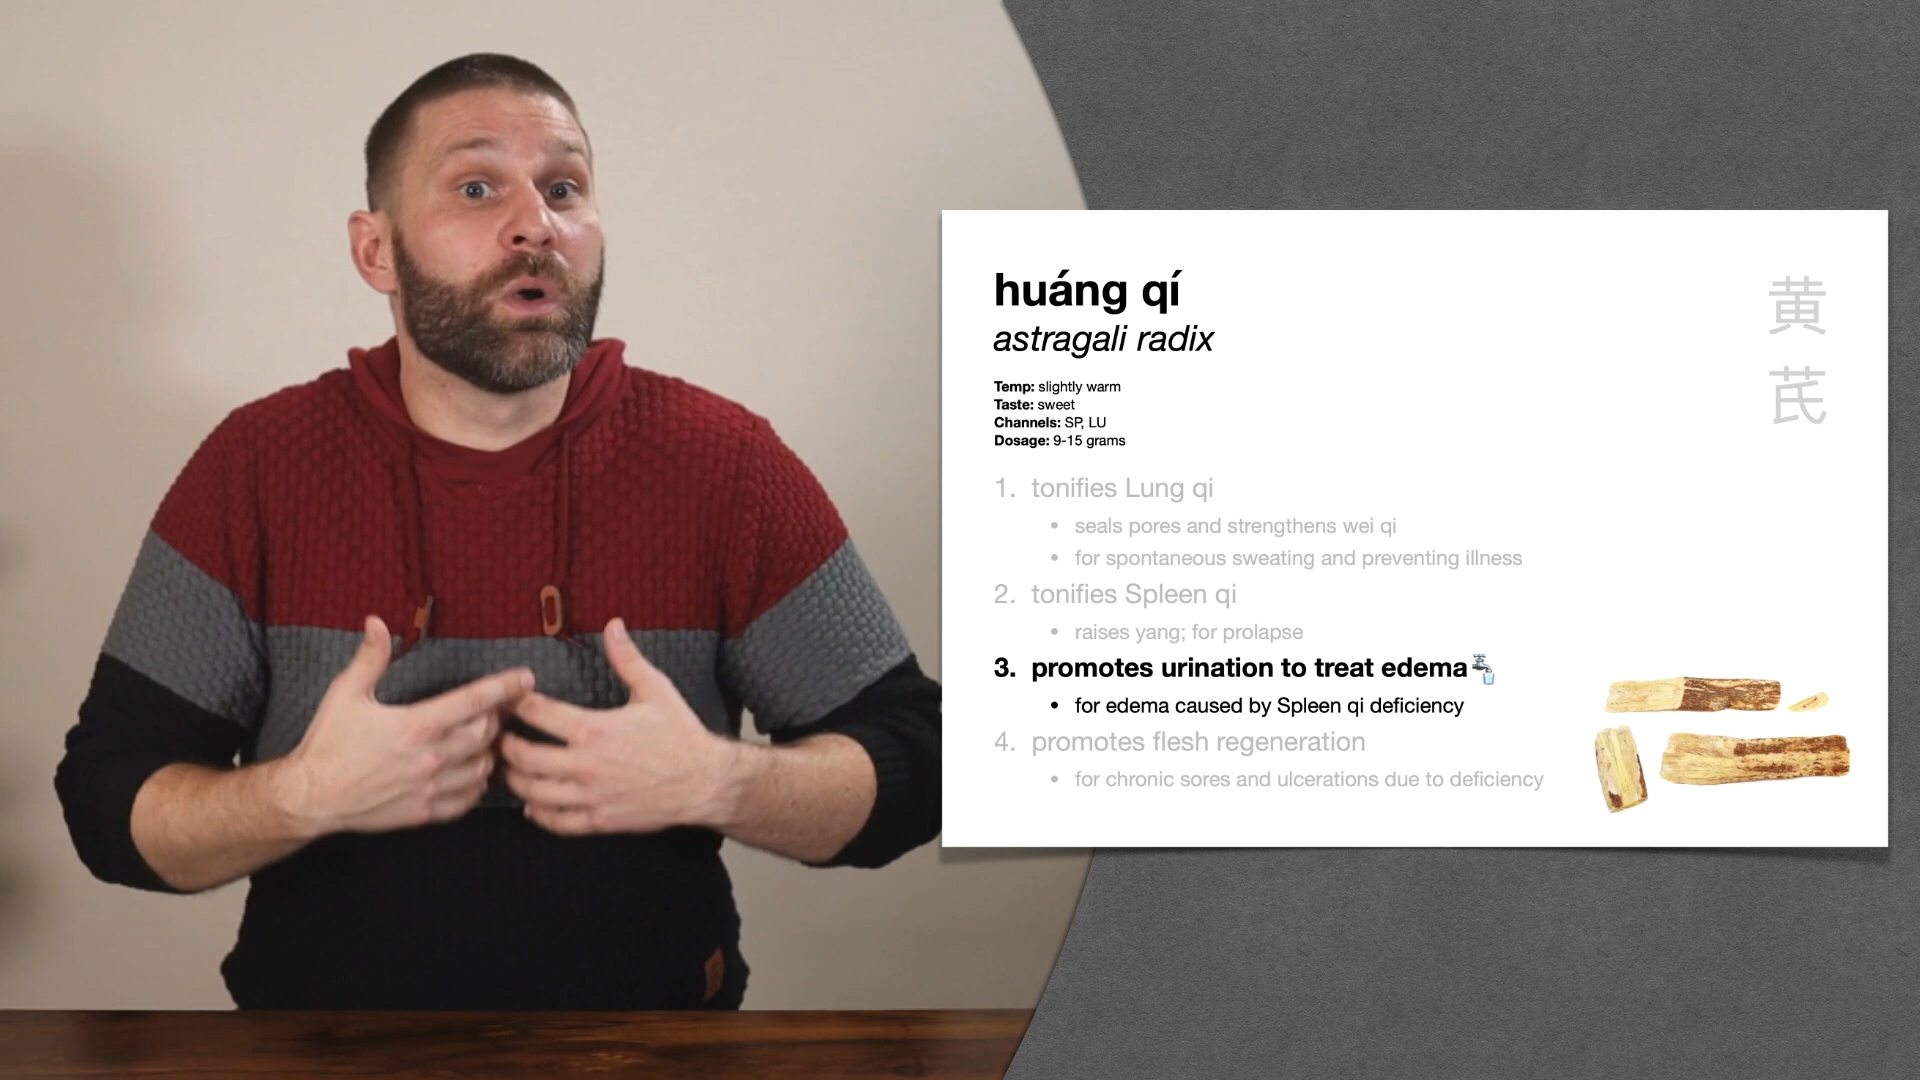 huáng qí
astragali radix
黄
芪
Temp: slightly warm
Taste: sweet
Channels: SP, LU
Dosage: 9-15 grams
1. tonifies Lung qi
• seals pores and strengthens wei qi
• for spontaneous sweating and preventing illness
2. tonifies Spleen qi
• raises yang; for prolapse
3. promotes urination to treat edema🚰
• for edema caused by Spleen qi deficiency
4. promotes flesh regeneration
• for chronic sores and ulcerations due to deficiency